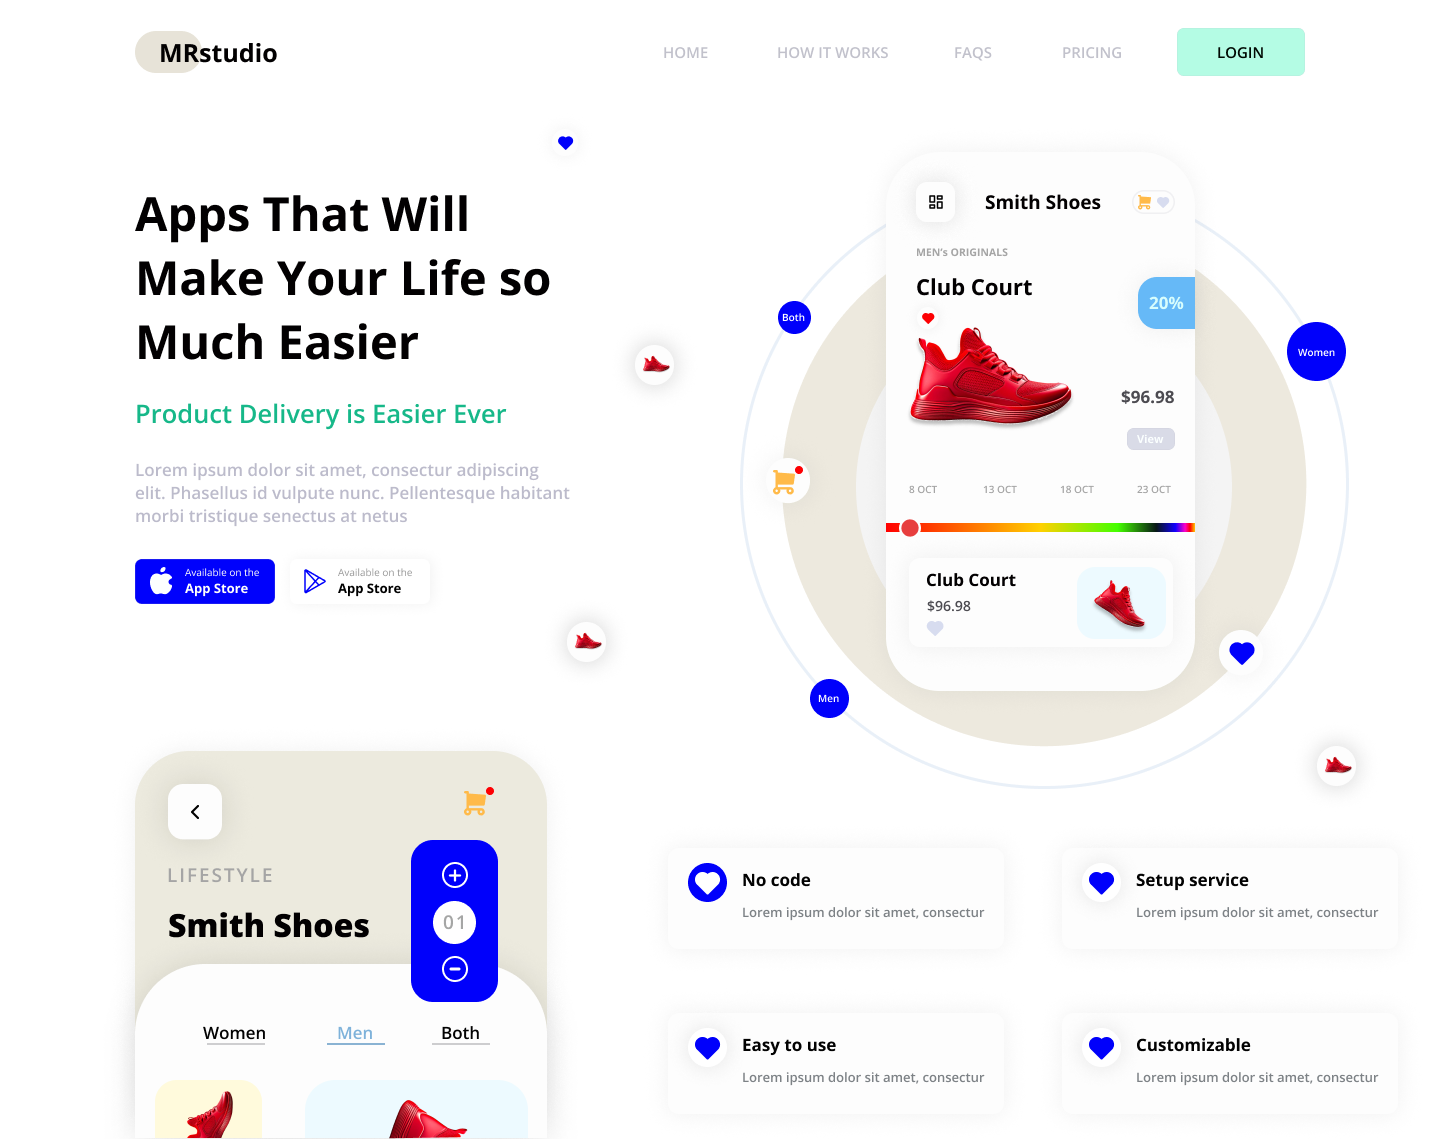 MRstudio
HOME
HOW IT WORKS
FAQS
PRICING
LOGIN
Apps That Will
Make Your Life so
Much Easier
Product Delivery is Easier Ever
Lorem ipsum dolor sit amet, consectur adipiscing
elit. Phasellus id vulpute nunc. Pellentesque habitant
morbi tristique senectus at netus
Available on the
App Store
Available on the
App Store
Smith Shoes
MEN's ORIGINALS
Club Court
20%
$96.98
View
8 OCT
13 OCT
18 OCT
23 OCT
Club Court
$96.98
Both
Women
Men
LIFESTYLE
Smith Shoes
01
Women
Men
Both
No code
Lorem ipsum dolor sit amet, consectur
Setup service
Lorem ipsum dolor sit amet, consectur
Easy to use
Lorem ipsum dolor sit amet, consectur
Customizable
Lorem ipsum dolor sit amet, consectur